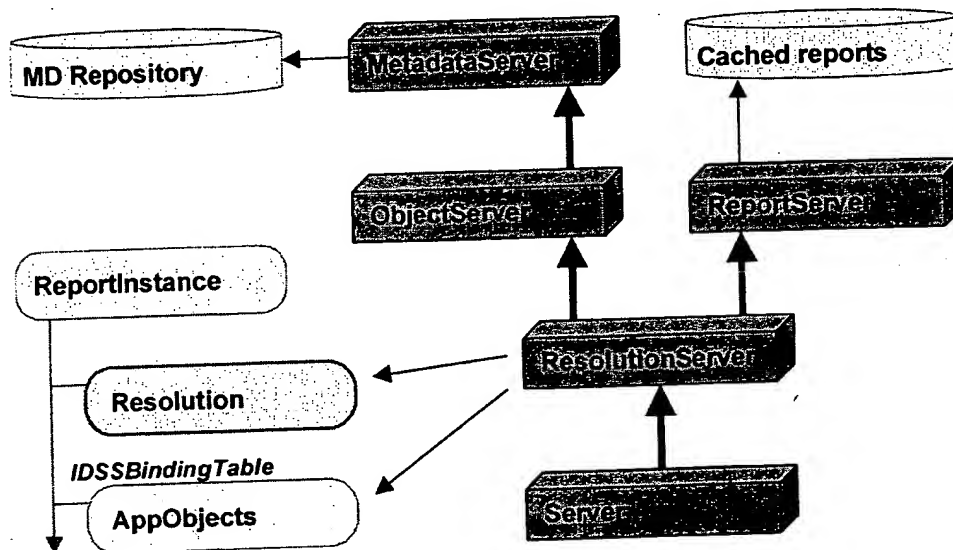 MD Repository
MetadataServer
Cached reports
ObjectServer
ReportServer
ReportInstance
ResolutionServer
Resolution
IDSSBindingTable
AppObjects
Server